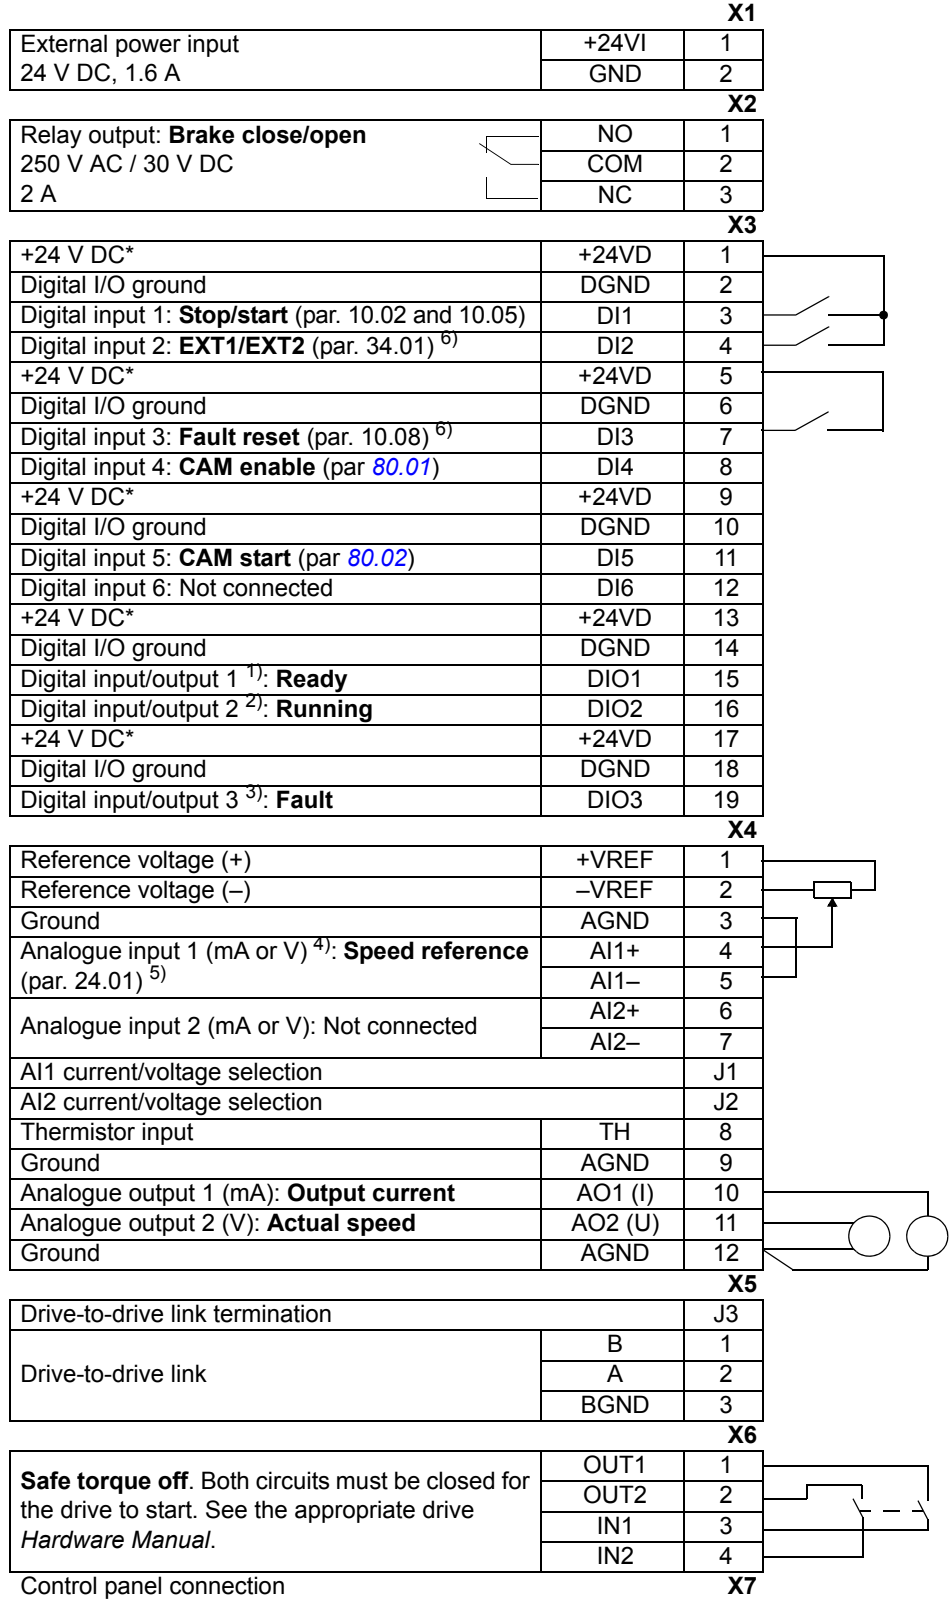 X1
External power input +24VI 1
24 V DC, 1.6 A GND 2
X2
Relay output: Brake close/open NO 1
250 V AC / 30 V DC COM 2
2 A NC 3
X3
+24 V DC* +24VD 1
Digital I/O ground DGND 2
Digital input 1: Stop/start (par. 10.02 and 10.05) DI1 3
Digital input 2: EXT1/EXT2 (par. 34.01) 6) DI2 4
+24 V DC* +24VD 5
Digital I/O ground DGND 6
Digital input 3: Fault reset (par. 10.08) 6) DI3 7
Digital input 4: CAM enable (par 80.01) DI4 8
+24 V DC* +24VD 9
Digital I/O ground DGND 10
Digital input 5: CAM start (par 80.02) DI5 11
Digital input 6: Not connected DI6 12
+24 V DC* +24VD 13
Digital I/O ground DGND 14
Digital input/output 1 1): Ready DIO1 15
Digital input/output 2 2): Running DIO2 16
+24 V DC* +24VD 17
Digital I/O ground DGND 18
Digital input/output 3 3): Fault DIO3 19
X4
Reference voltage (+) +VREF 1
Reference voltage (–) –VREF 2
Ground AGND 3
Analogue input 1 (mA or V) 4): Speed reference AI1+ 4
(par. 24.01) 5) AI1– 5
Analogue input 2 (mA or V): Not connected AI2+ 6
AI2– 7
AI1 current/voltage selection J1
AI2 current/voltage selection J2
Thermistor input TH 8
Ground AGND 9
Analogue output 1 (mA): Output current AO1 (I) 10
Analogue output 2 (V): Actual speed AO2 (U) 11
Ground AGND 12
X5
Drive-to-drive link termination J3
B 1
Drive-to-drive link A 2
BGND 3
X6
Safe torque off. Both circuits must be closed for OUT1 1
the drive to start. See the appropriate drive OUT2 2
Hardware Manual. IN1 3
IN2 4
Control panel connection X7